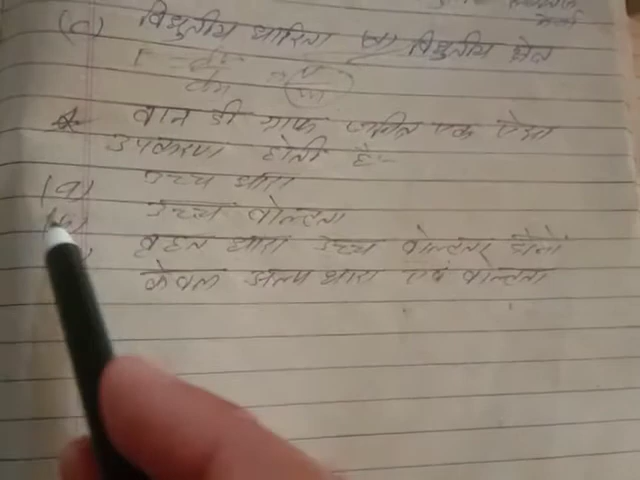 (c) विद्युतीय धारिता (d) विद्युतीय क्षेत्र
वान डी ग्राफ जनित्र एक ऐसा
उपकरण होती है:-
(a) उच्च धारा
(b) उच्च वोल्टता
वृहत धारा उच्च वोल्टता दोनों
केवल अल्प धारा एवं वोल्टता